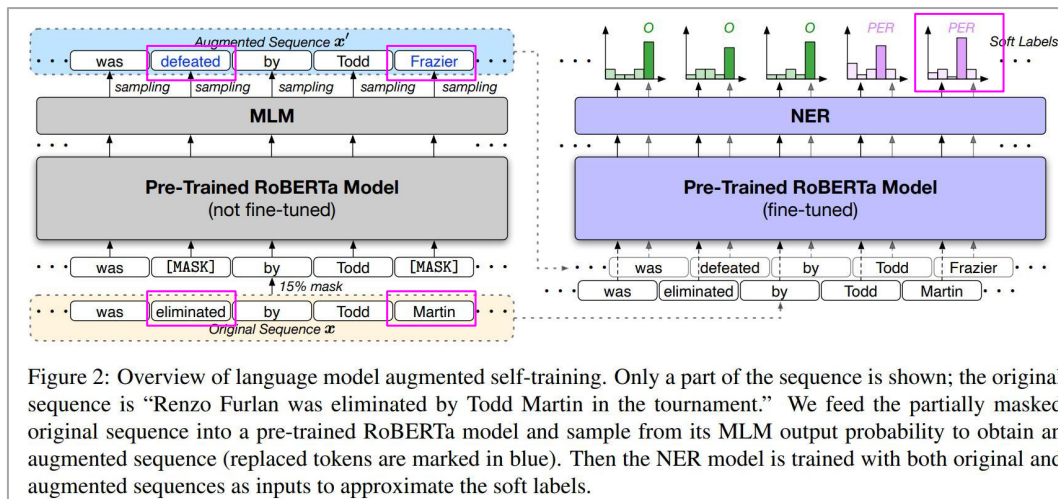 Augmented Sequence x′
· · · was defeated by Todd Frazier · · ·
sampling sampling sampling sampling sampling
MLM
· · · · · ·
Pre-Trained RoBERTa Model
(not fine-tuned)
· · · was [MASK] by Todd [MASK] · · ·
15% mask
· · · was eliminated by Todd Martin · · ·
Original Sequence x
O O O PER PER
· · · Soft Labels
NER
· · · · · ·
Pre-Trained RoBERTa Model
(fine-tuned)
was defeated by Todd Frazier · · ·
· · · was eliminated by Todd Martin · · ·
Figure 2: Overview of language model augmented self-training. Only a part of the sequence is shown; the original
sequence is “Renzo Furlan was eliminated by Todd Martin in the tournament.” We feed the partially masked
original sequence into a pre-trained RoBERTa model and sample from its MLM output probability to obtain an
augmented sequence (replaced tokens are marked in blue). Then the NER model is trained with both original and
augmented sequences as inputs to approximate the soft labels.